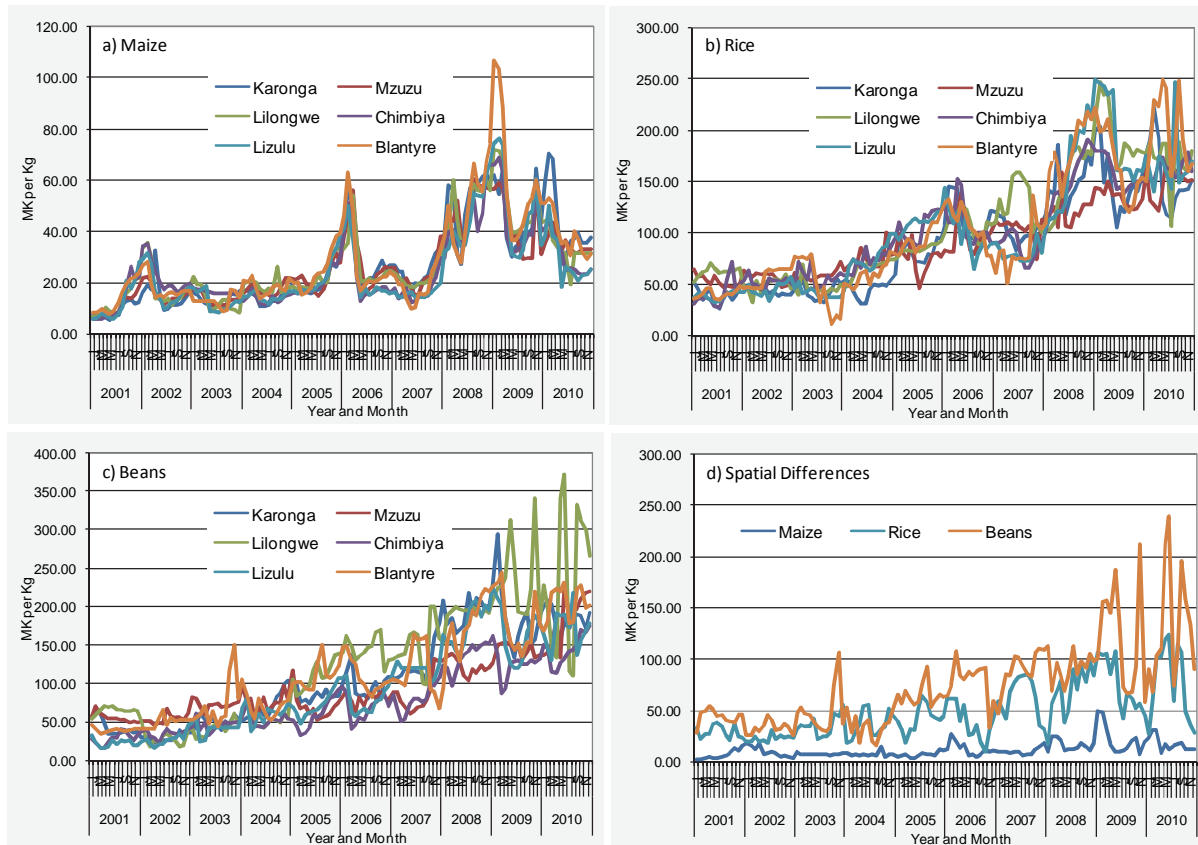 a) Maize
120.00
100.00
80.00
60.00
40.00
20.00
0.00
MK per Kg
Karonga Mzuzu
Lilongwe Chimbiya
Lizulu Blantyre
2001 2002 2003 2004 2005 2006 2007 2008 2009 2010
Year and Month
b) Rice
300.00
250.00
200.00
150.00
100.00
50.00
0.00
MK per Kg
Karonga Mzuzu
Lilongwe Chimbiya
Lizulu Blantyre
2001 2002 2003 2004 2005 2006 2007 2008 2009 2010
Year and Month
c) Beans
400.00
350.00
300.00
250.00
200.00
150.00
100.00
50.00
0.00
MK per Kg
Karonga Mzuzu
Lilongwe Chimbiya
Lizulu Blantyre
2001 2002 2003 2004 2005 2006 2007 2008 2009 2010
Year and Month
d) Spatial Differences
300.00
250.00
200.00
150.00
100.00
50.00
0.00
MK per Kg
Maize Rice Beans
2001 2002 2003 2004 2005 2006 2007 2008 2009 2010
Year and Month